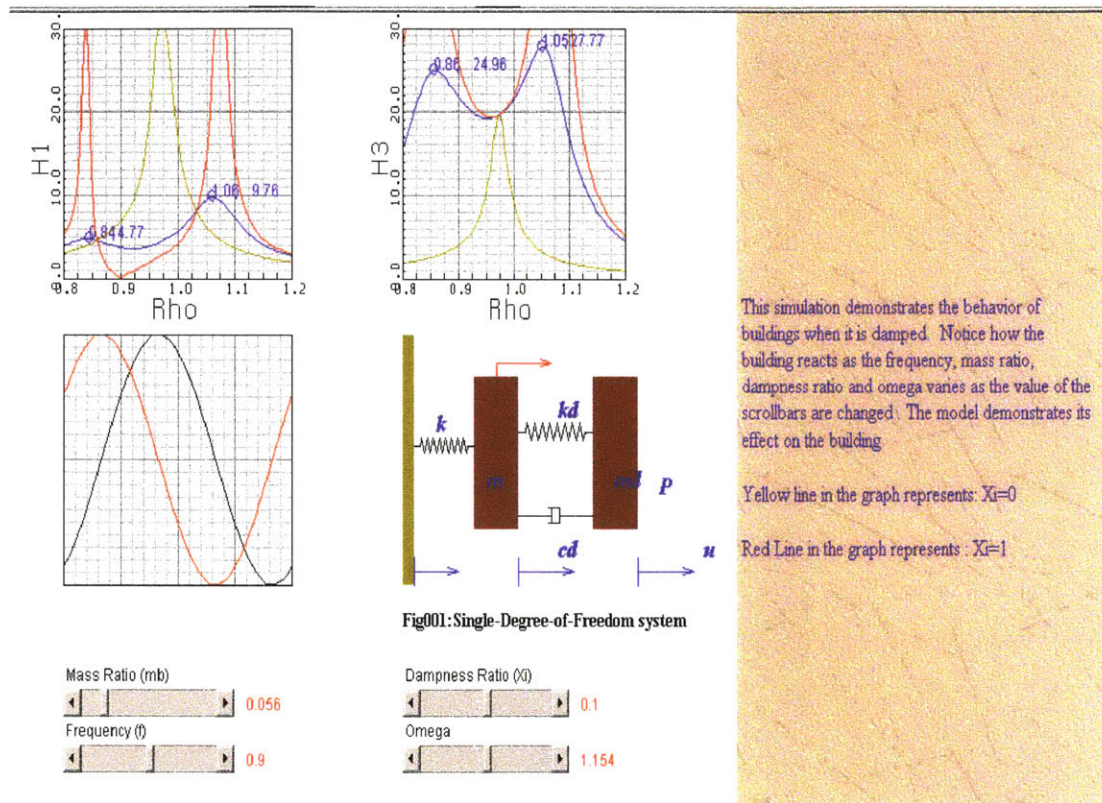 30.
20.0
10.0
0.0
H1
0.8 0.9 1.0 1.1 1.2
Rho
0.844.77
1.06 9.76
30.
20.0
10.0
0.0
H3
0.8 0.9 1.0 1.1 1.2
Rho
0.86 24.96
1.0527.77
k
kd
m
md
p
cd
u
Fig001:Single-Degree-of-Freedom system
Mass Ratio (mb)
0.056
Frequency (f)
0.9
Dampness Ratio (Xi)
0.1
Omega
1.154
This simulation demonstrates the behavior of
buildings when it is damped. Notice how the
building reacts as the frequency, mass ratio,
dampness ratio and omega varies as the value of the
scrollbars are changed. The model demonstrates its
effect on the building.
Yellow line in the graph represents: Xi=0
Red Line in the graph represents : Xi=1